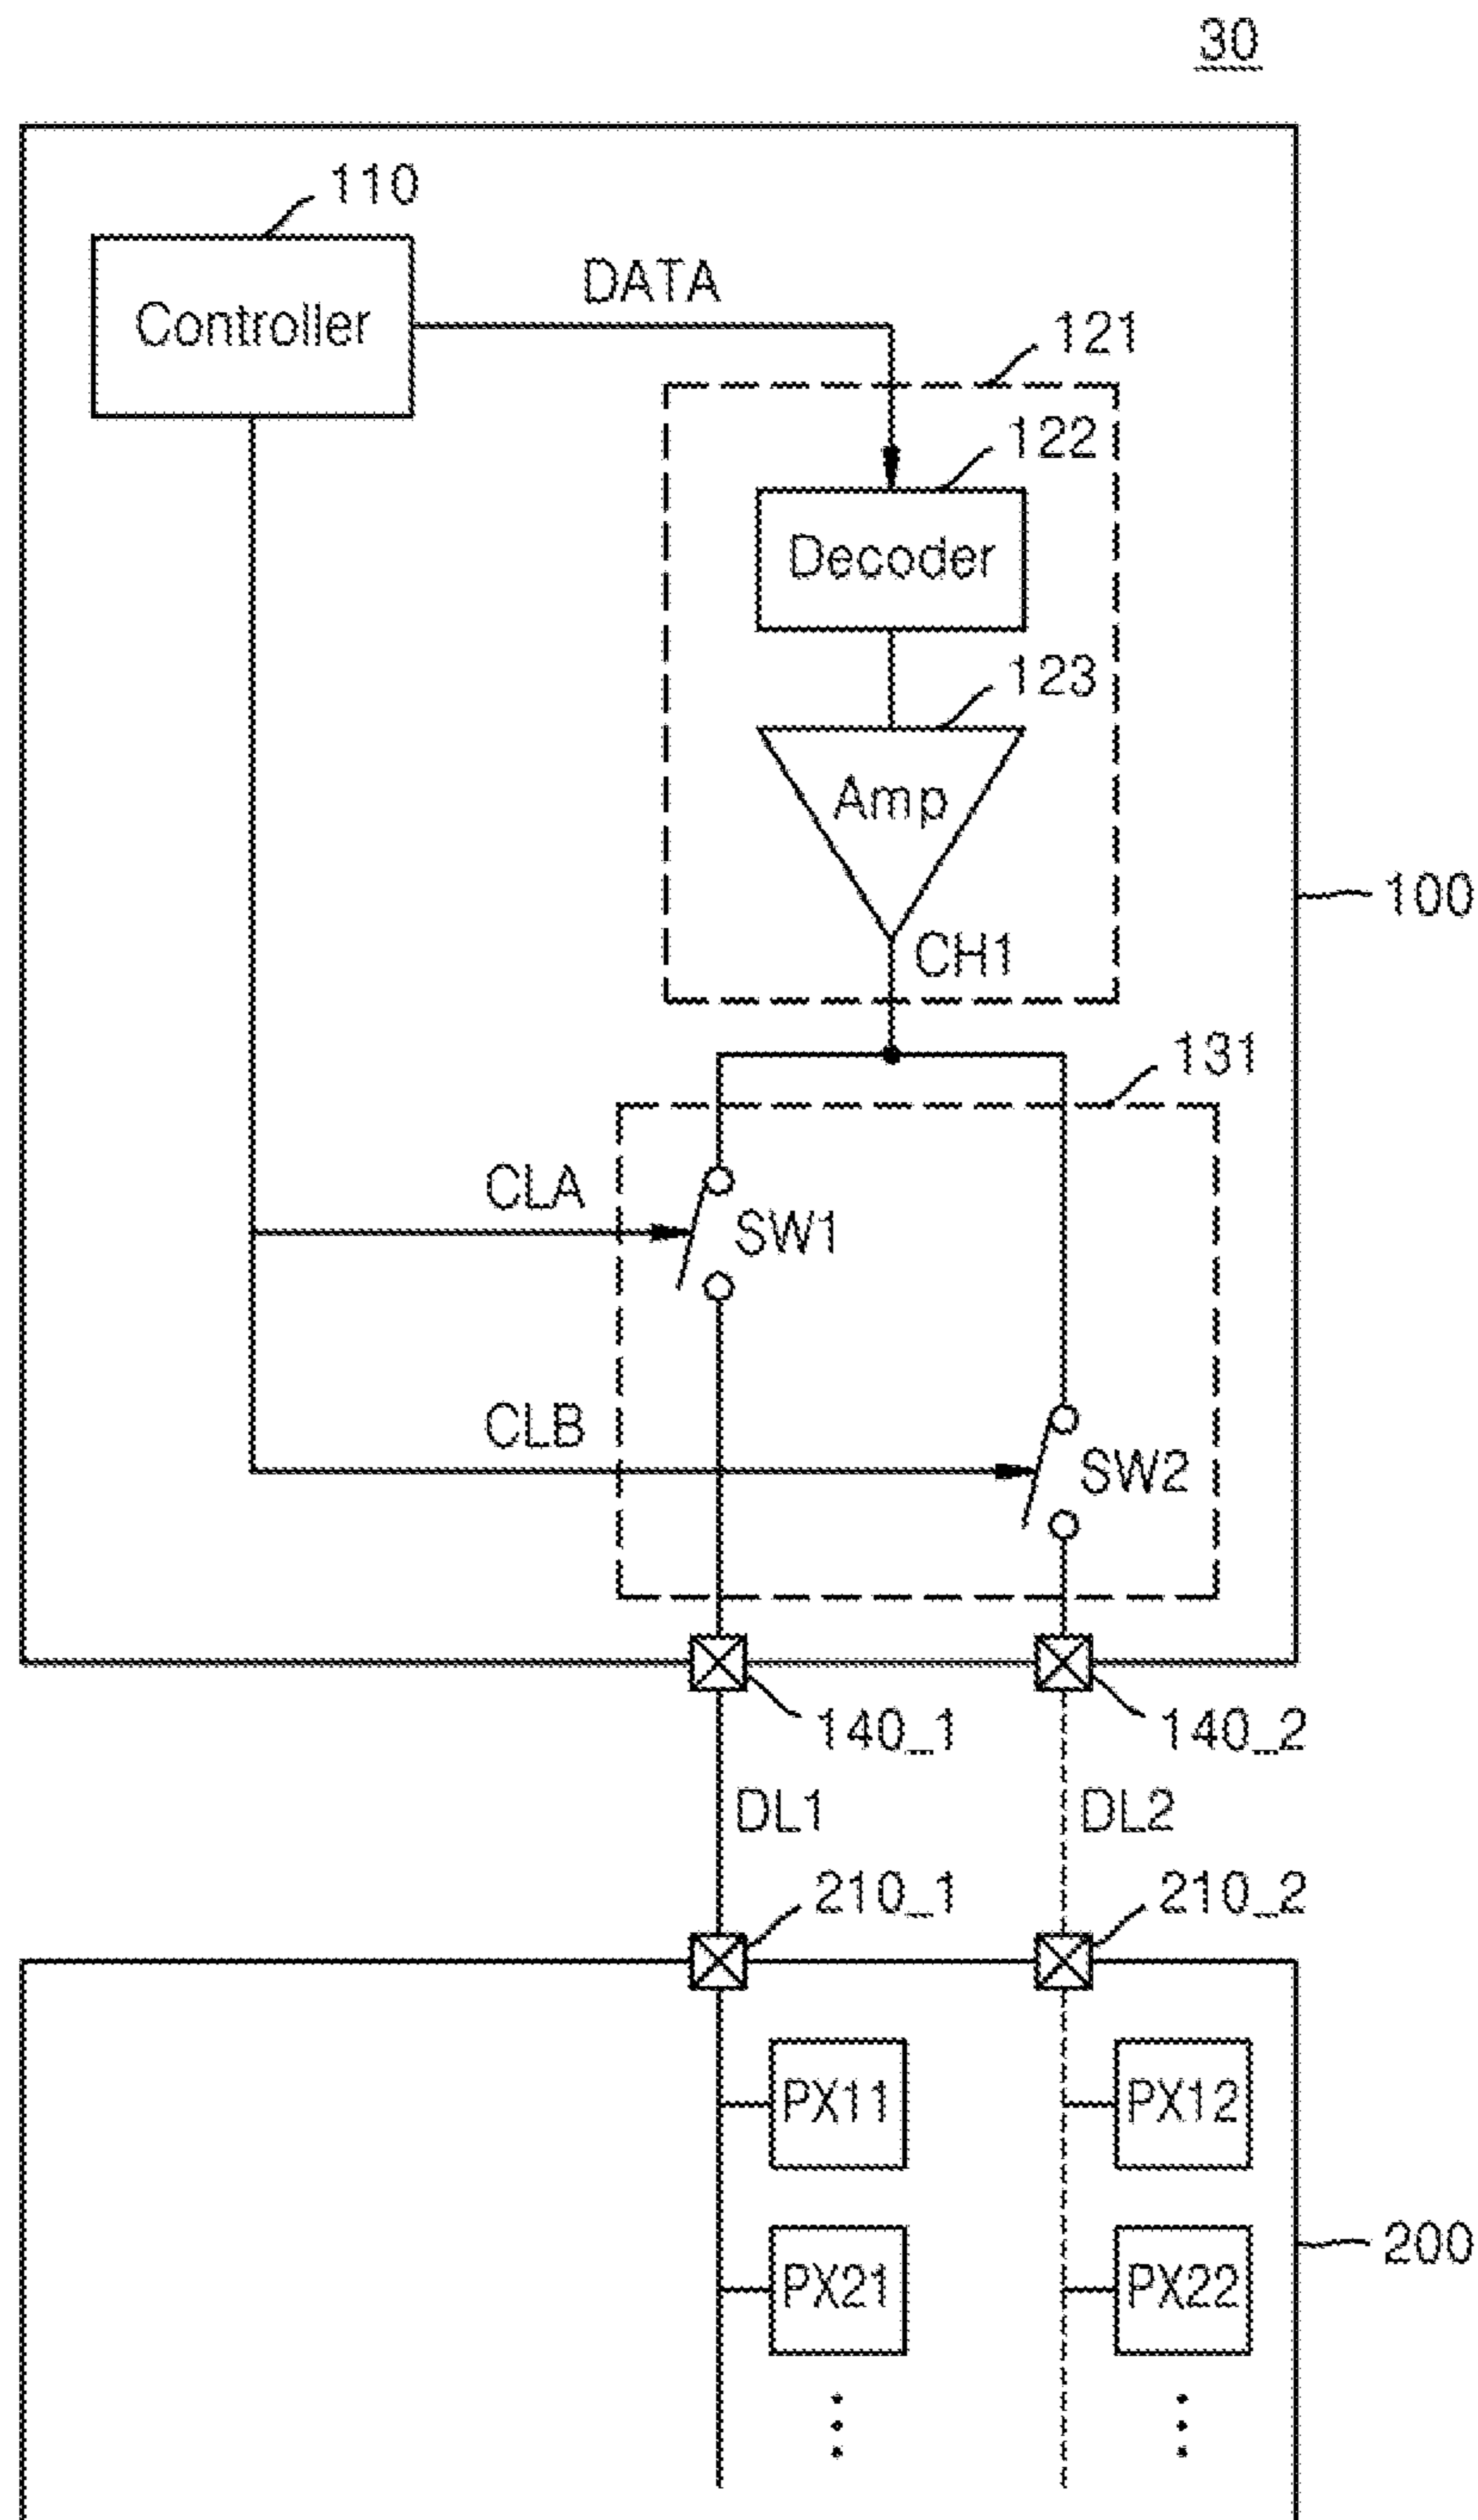 30
110
Controller
DATA
121
122
Decoder
123
Amp
CH1
100
131
CLA
SW1
CLB
SW2
140_1
140_2
DL1
DL2
210_1
210_2
PX11
PX12
PX21
PX22
200